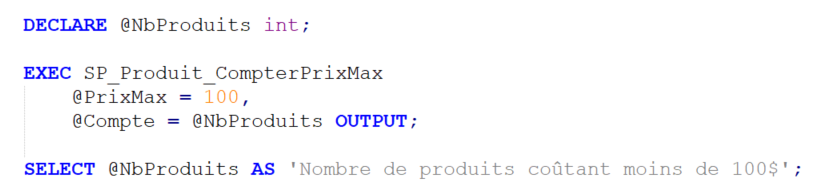 DECLARE @NbProduits int;
EXEC SP_Produit_CompterPrixMax
@PrixMax = 100,
@Compte = @NbProduits OUTPUT;
SELECT @NbProduits AS 'Nombre de produits coûtant moins de 100$';